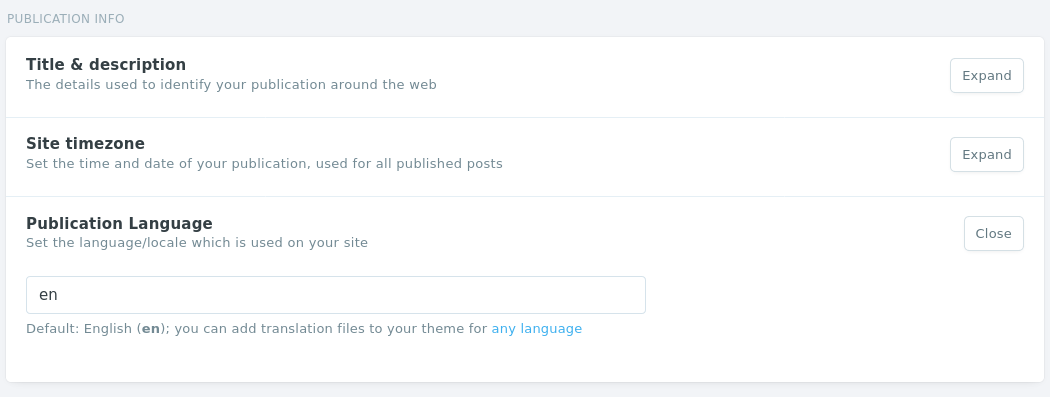 PUBLICATION INFO
Title & description
The details used to identify your publication around the web
Expand
Site timezone
Set the time and date of your publication, used for all published posts
Expand
Publication Language
Set the language/locale which is used on your site
Close
en
Default: English (en); you can add translation files to your theme for any language